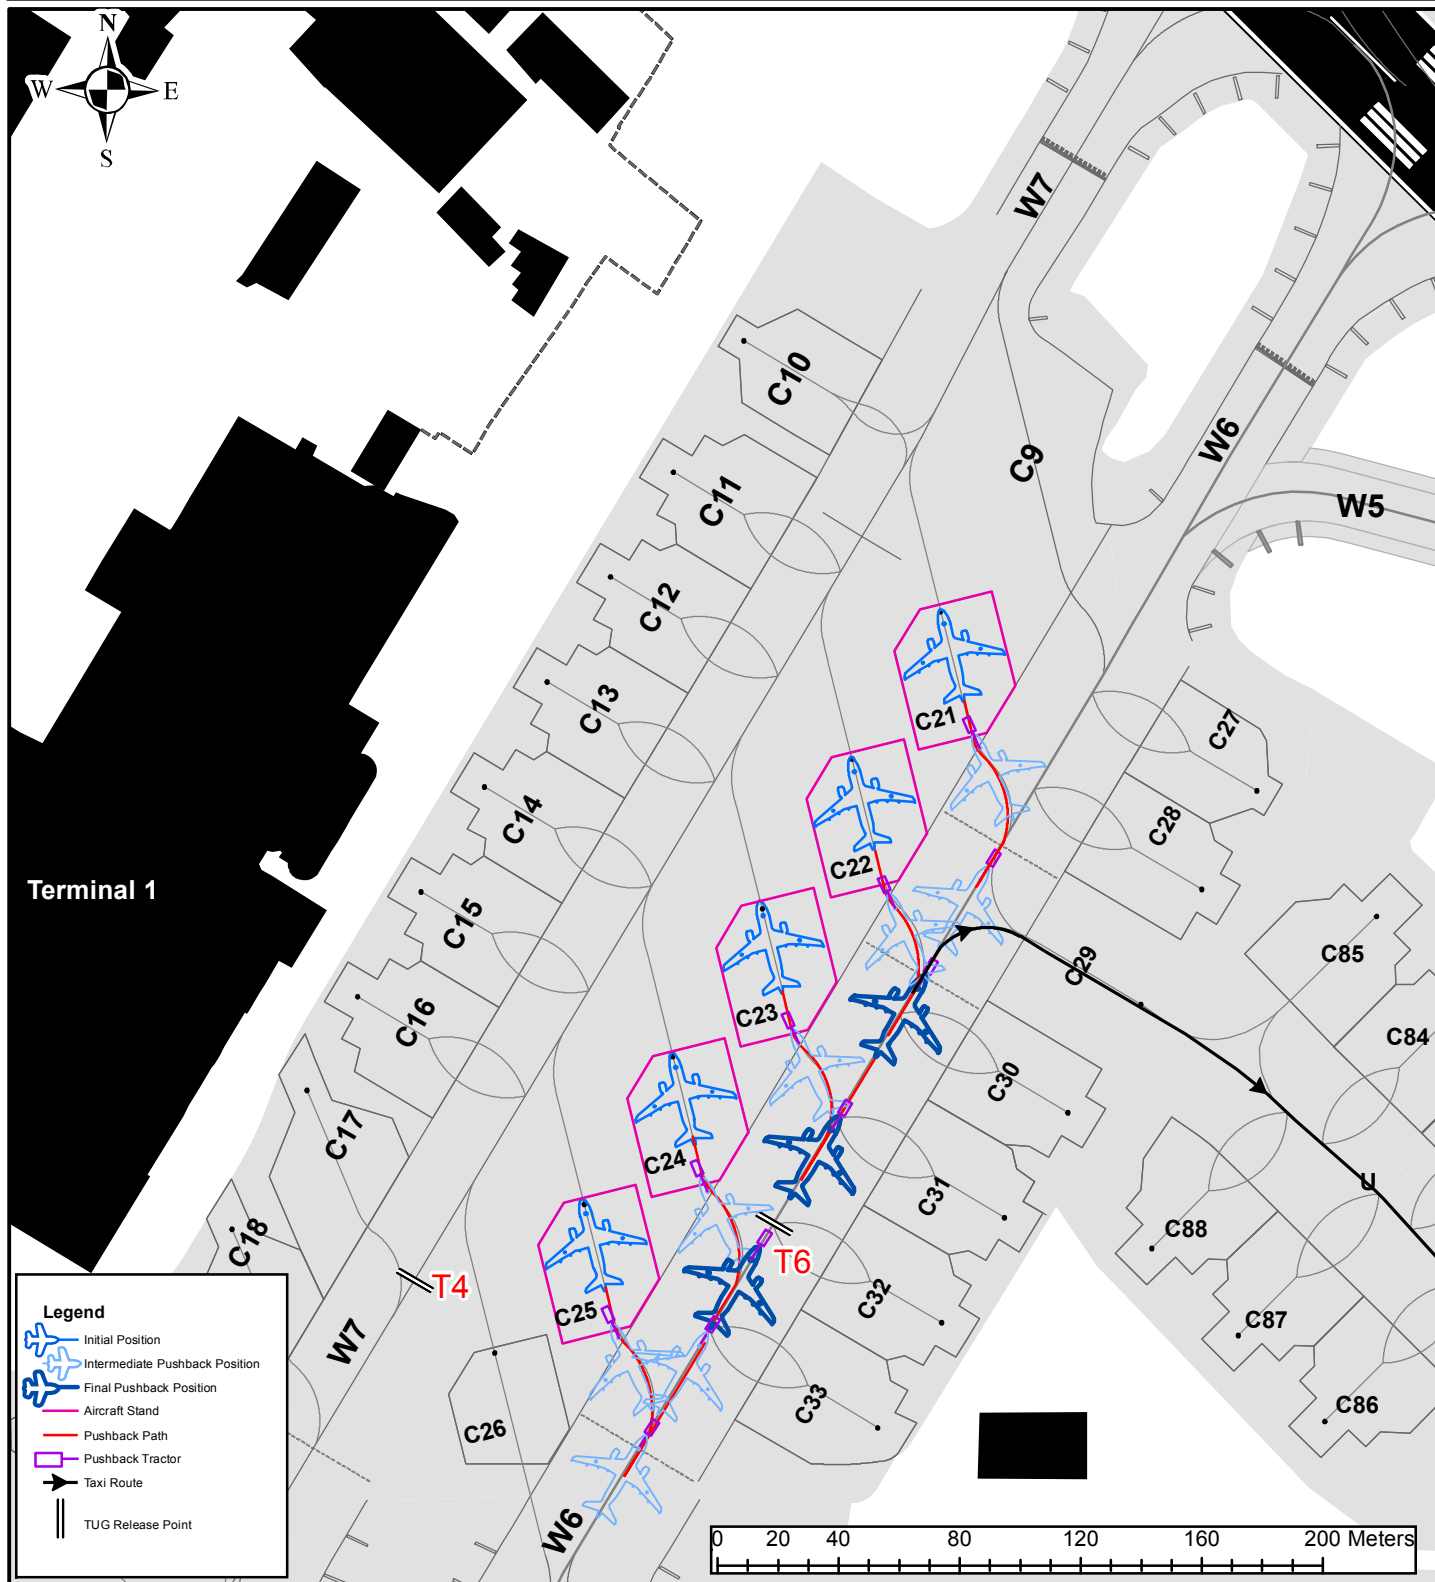 N
W E
S
W7
C10
C9
W6
C11
W5
C12
C13
C21
C27
C14
C28
C22
Terminal 1
C15
C29
C85
C16
C23
C84
C30
C17
C24
C31
U
C88
C18
T6
T4
C32
C25
C87
W7
C33
C86
C26
W6
Legend
Initial Position
Intermediate Pushback Position
Final Pushback Position
Aircraft Stand
Pushback Path
Pushback Tractor
Taxi Route
TUG Release Point
0 20 40 80 120 160 200 Meters